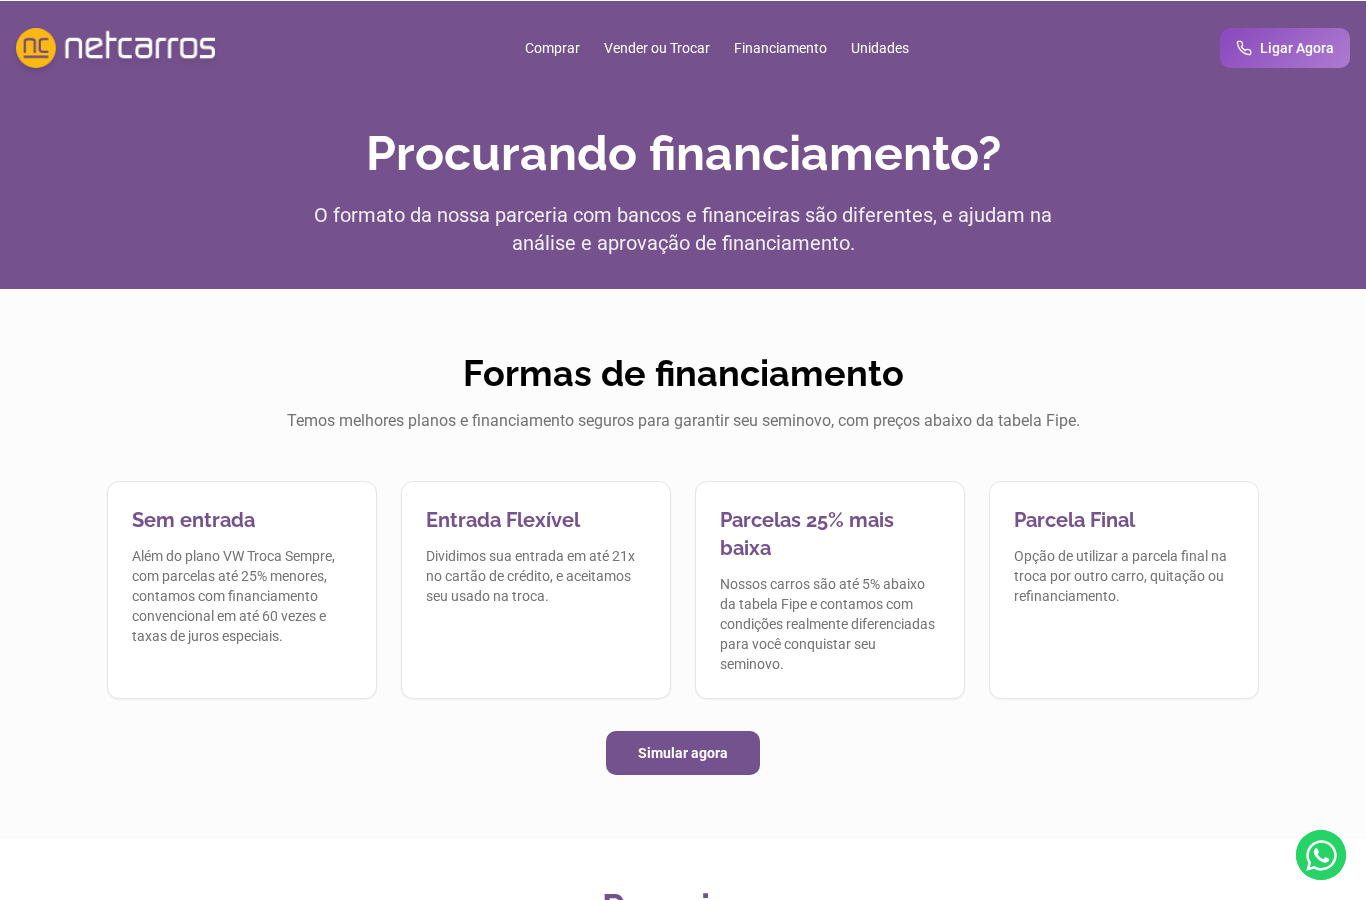 nc netcarros
Comprar
Vender ou Trocar
Financiamento
Unidades
Ligar Agora
Procurando financiamento?
O formato da nossa parceria com bancos e financeiras são diferentes, e ajudam na
análise e aprovação de financiamento.
Formas de financiamento
Temos melhores planos e financiamento seguros para garantir seu seminovo, com preços abaixo da tabela Fipe.
Sem entrada
Além do plano VW Troca Sempre,
com parcelas até 25% menores,
contamos com financiamento
convencional em até 60 vezes e
taxas de juros especiais.
Entrada Flexível
Dividimos sua entrada em até 21x
no cartão de crédito, e aceitamos
seu usado na troca.
Parcelas 25% mais
baixa
Nossos carros são até 5% abaixo
da tabela Fipe e contamos com
condições realmente diferenciadas
para você conquistar seu
seminovo.
Parcela Final
Opção de utilizar a parcela final na
troca por outro carro, quitação ou
refinanciamento.
Simular agora